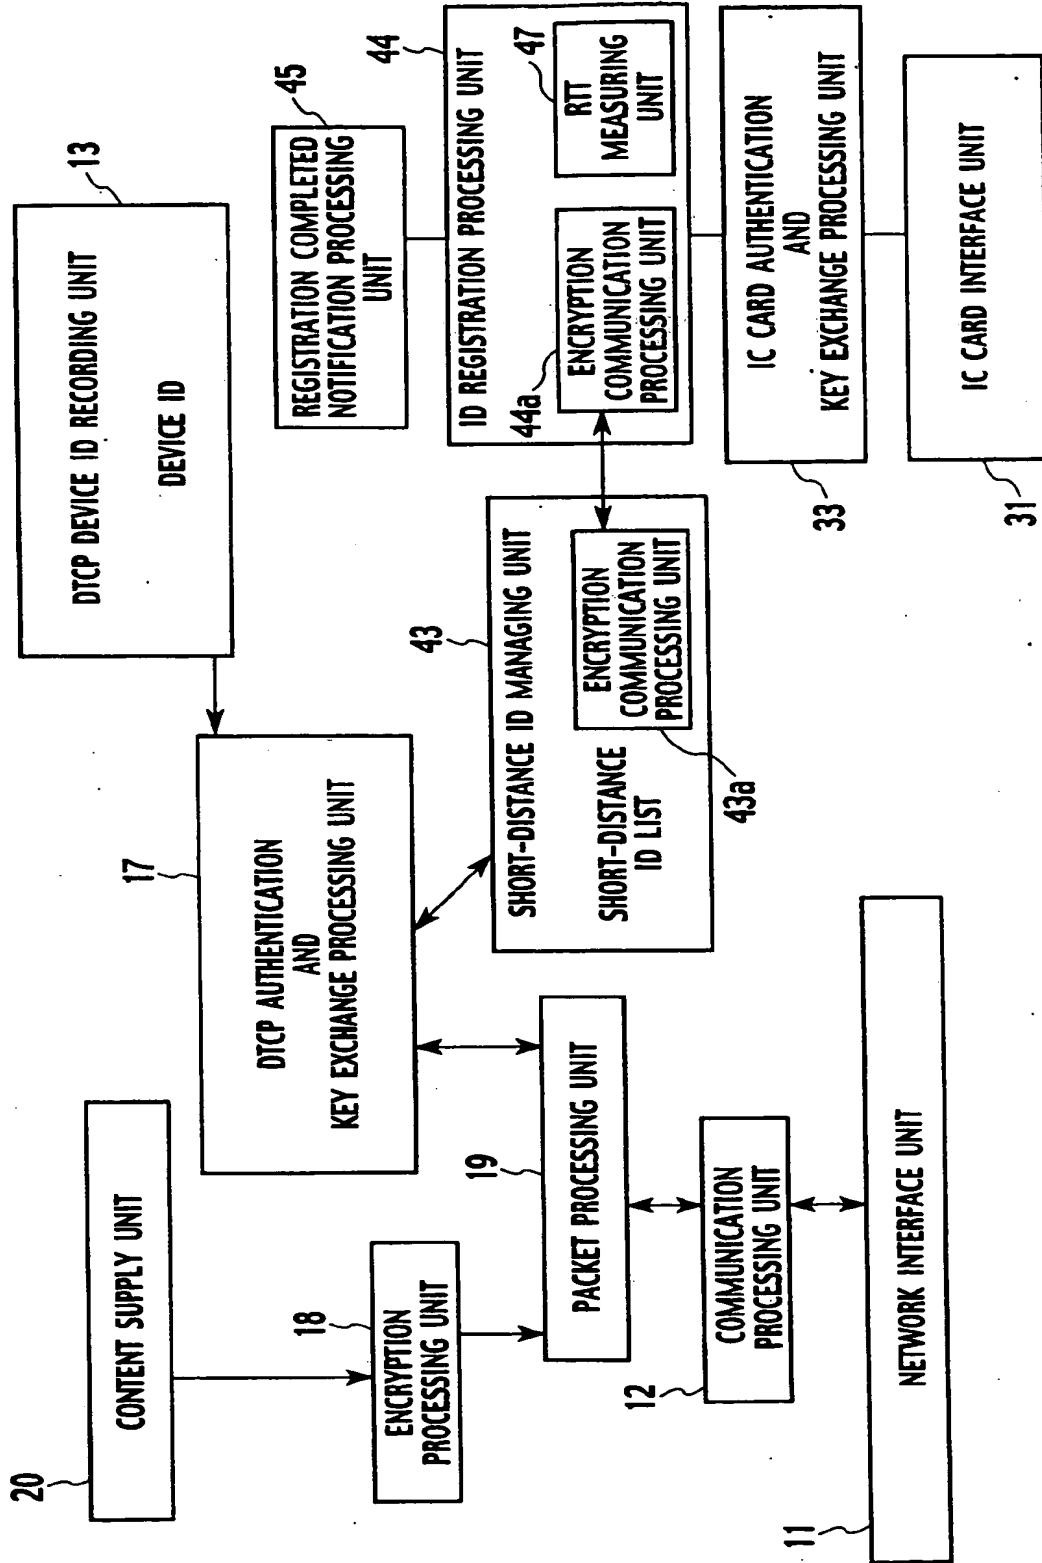 20
CONTENT SUPPLY UNIT
13
DTCP DEVICE ID RECORDING UNIT
DEVICE ID
17
DTCP AUTHENTICATION
AND
KEY EXCHANGE PROCESSING UNIT
45
REGISTRATION COMPLETED
NOTIFICATION PROCESSING
UNIT
18
ENCRYPTION
PROCESSING UNIT
43
SHORT-DISTANCE ID MANAGING UNIT
SHORT-DISTANCE
ID LIST
ENCRYPTION
COMMUNICATION
PROCESSING UNIT
43a
44
ID REGISTRATION PROCESSING UNIT
44a
ENCRYPTION
COMMUNICATION
PROCESSING UNIT
47
RTT
MEASURING
UNIT
19
PACKET PROCESSING UNIT
12
COMMUNICATION
PROCESSING UNIT
33
IC CARD AUTHENTICATION
AND
KEY EXCHANGE PROCESSING UNIT
11
NETWORK INTERFACE UNIT
31
IC CARD INTERFACE UNIT